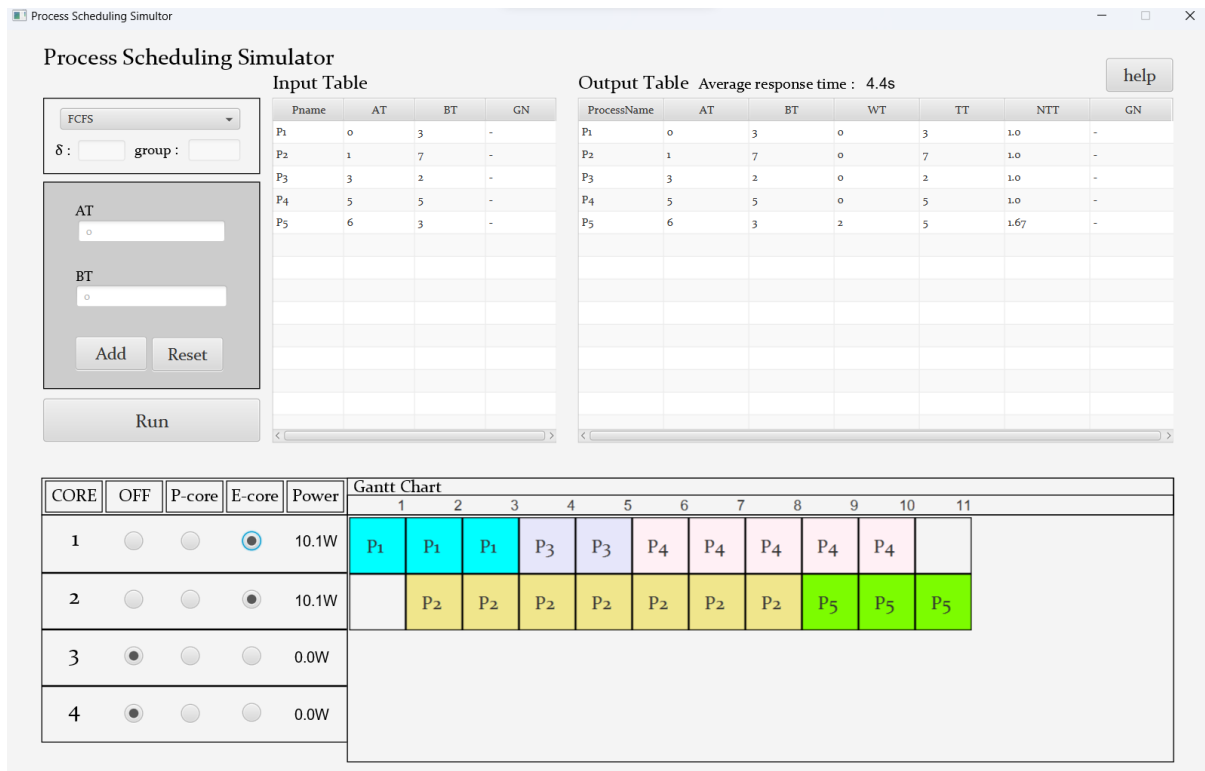 Process Scheduling Simultor
Process Scheduling Simulator
Input Table
Output Table Average response time : 4.4s
help
FCFS
δ : group :
AT
0
BT
0
Add Reset
Run
Pname AT BT GN
P1 0 3 -
P2 1 7 -
P3 3 2 -
P4 5 5 -
P5 6 3 -
ProcessName AT BT WT TT NTT GN
P1 0 3 0 3 1.0 -
P2 1 7 0 7 1.0 -
P3 3 2 0 2 1.0 -
P4 5 5 0 5 1.0 -
P5 6 3 2 5 1.67 -
CORE OFF P-core E-core Power
Gantt Chart
1 2 3 4 5 6 7 8 9 10 11
1 10.1W P1 P1 P1 P3 P3 P4 P4 P4 P4 P4
2 10.1W P2 P2 P2 P2 P2 P2 P2 P5 P5 P5
3 0.0W
4 0.0W